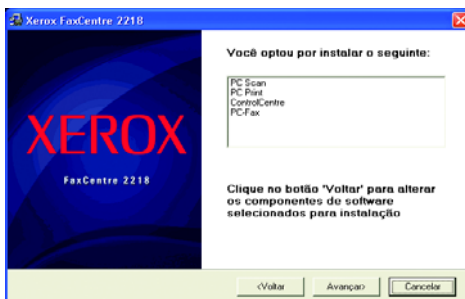 Xerox FaxCentre 2218
Você optou por instalar o seguinte:
PC Scan
PC Print
ControlCentre
PC-Fax
XEROX
FaxCentre 2218
Clique no botão 'Voltar' para alterar
os componentes de software
selecionados para instalação
<Voltar
Avançar>
Cancelar